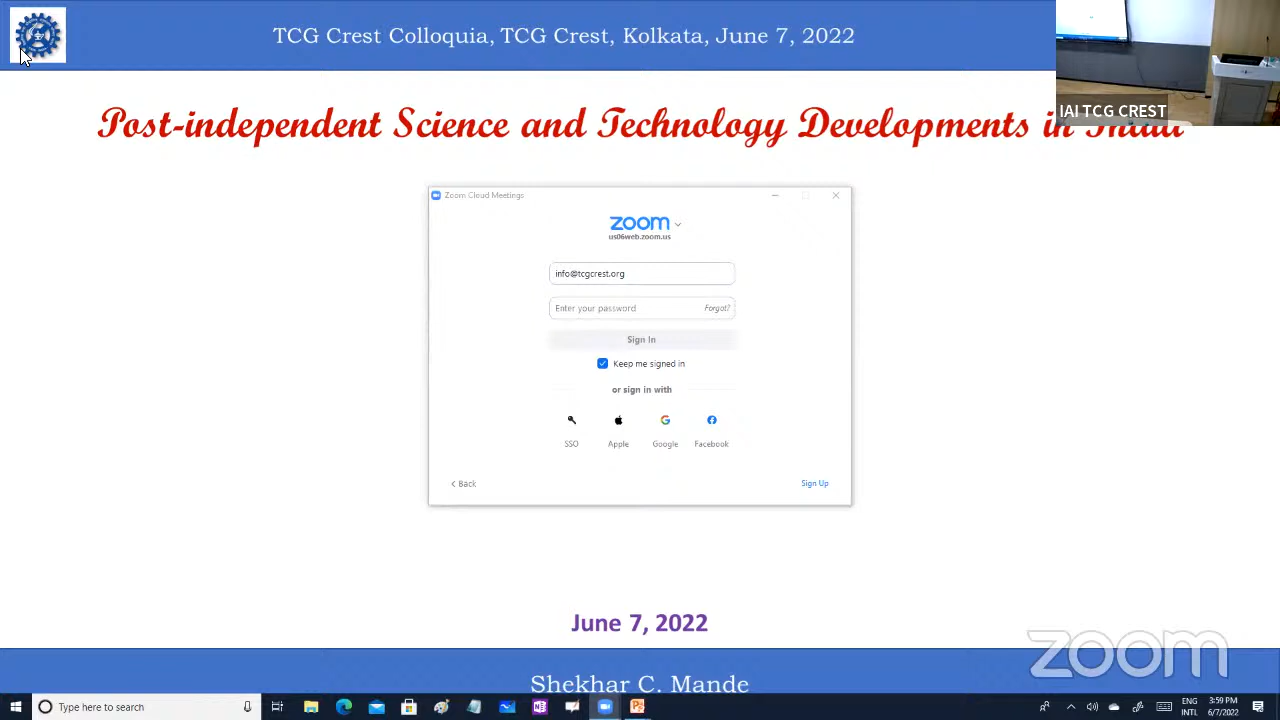 TCG Crest Colloquia, TCG Crest, Kolkata, June 7, 2022
IAI TCG CREST
Post-independent Science and Technology Developments in India
Zoom Cloud Meetings
zoom
us06web.zoom.us
info@tcgcrest.org
Enter your password
Forgot?
Sign In
Keep me signed in
or sign in with
SSO
Apple
Google
Facebook
Back
Sign Up
June 7, 2022
zoom
Shekhar C. Mande
Type here to search
ENG
INTL
3:59 PM
6/7/2022